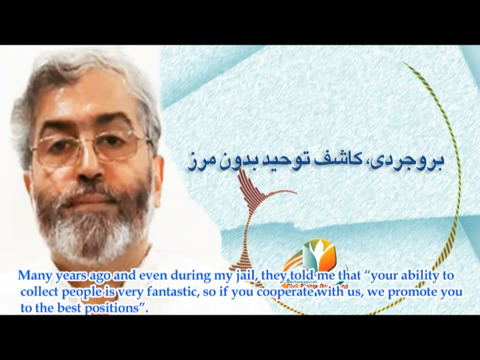 بروجردی، کاشف توحید بدون مرز
Many years ago and even during my jail, they told me that “your ability to
collect people is very fantastic, so if you cooperate with us, we promote you
to the best positions”.